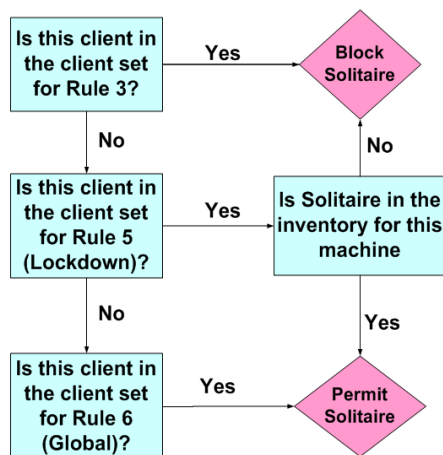 Is this client in
the client set
for Rule 3?
Yes
Block
Solitaire
No
No
Is this client in
the client set
for Rule 5
(Lockdown)?
Yes
Is Solitaire in the
inventory for this
machine
No
Yes
Is this client in
the client set
for Rule 6
(Global)?
Yes
Permit
Solitaire